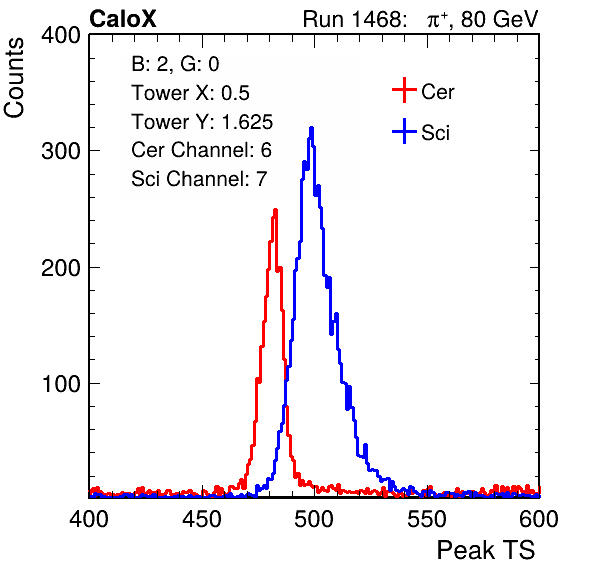 CaloX Run 1468: π⁺, 80 GeV
Counts
400
300
200
100
B: 2, G: 0
Tower X: 0.5
Tower Y: 1.625
Cer Channel: 6
Sci Channel: 7
Cer
Sci
400 450 500 550 600
Peak TS